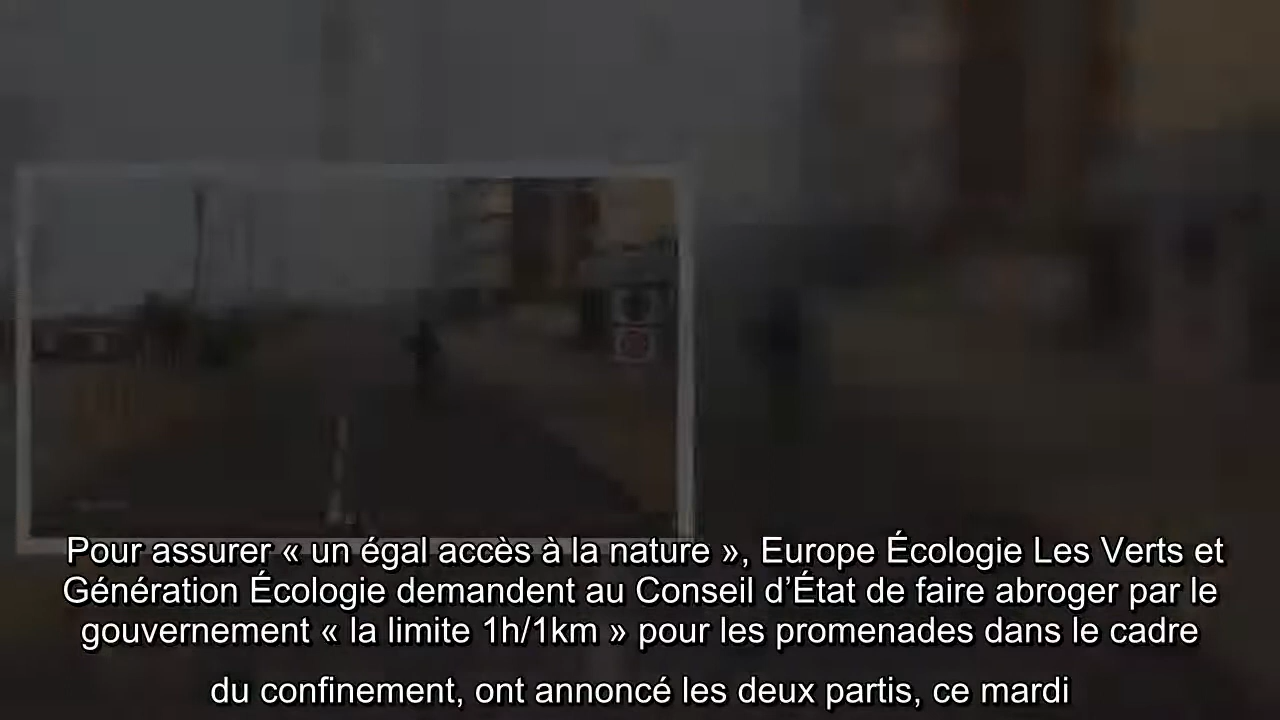 Pour assurer « un égal accès à la nature », Europe Écologie Les Verts et
Génération Écologie demandent au Conseil d’État de faire abroger par le
gouvernement « la limite 1h/1km » pour les promenades dans le cadre
du confinement, ont annoncé les deux partis, ce mardi